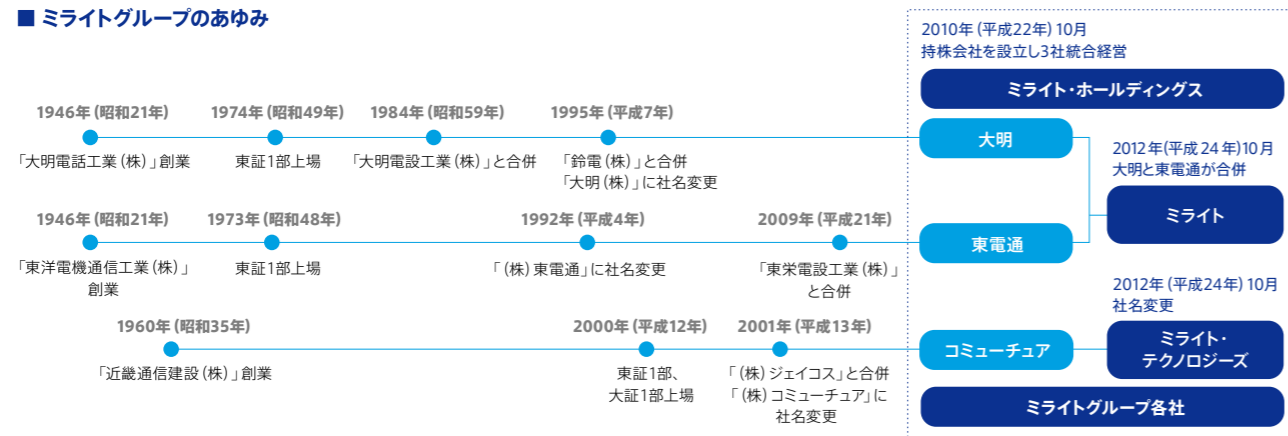 ■ ミライトグループのあゆみ
2010年(平成22年)10月
持株会社を設立し3社統合経営
ミライト・ホールディングス
1946年(昭和21年)
1974年(昭和49年)
1984年(昭和59年)
1995年(平成7年)
「大明電話工業(株)」創業
東証1部上場
「大明電設工業(株)」と合併
「鈴電(株)」と合併
「大明(株)」に社名変更
大明
2012年(平成24年)10月
大明と東電通が合併
ミライト
1946年(昭和21年)
1973年(昭和48年)
1992年(平成4年)
2009年(平成21年)
「東洋電機通信工業(株)」
創業
東証1部上場
「(株)東電通」に社名変更
「東栄電設工業(株)」
と合併
東電通
1960年(昭和35年)
2000年(平成12年)
2001年(平成13年)
「近畿通信建設(株)」創業
東証1部、
大証1部上場
「(株)ジェイコス」と合併
「(株)コミューチュア」に
社名変更
コミューチュア
2012年(平成24年)10月
社名変更
ミライト・
テクノロジーズ
ミライトグループ各社